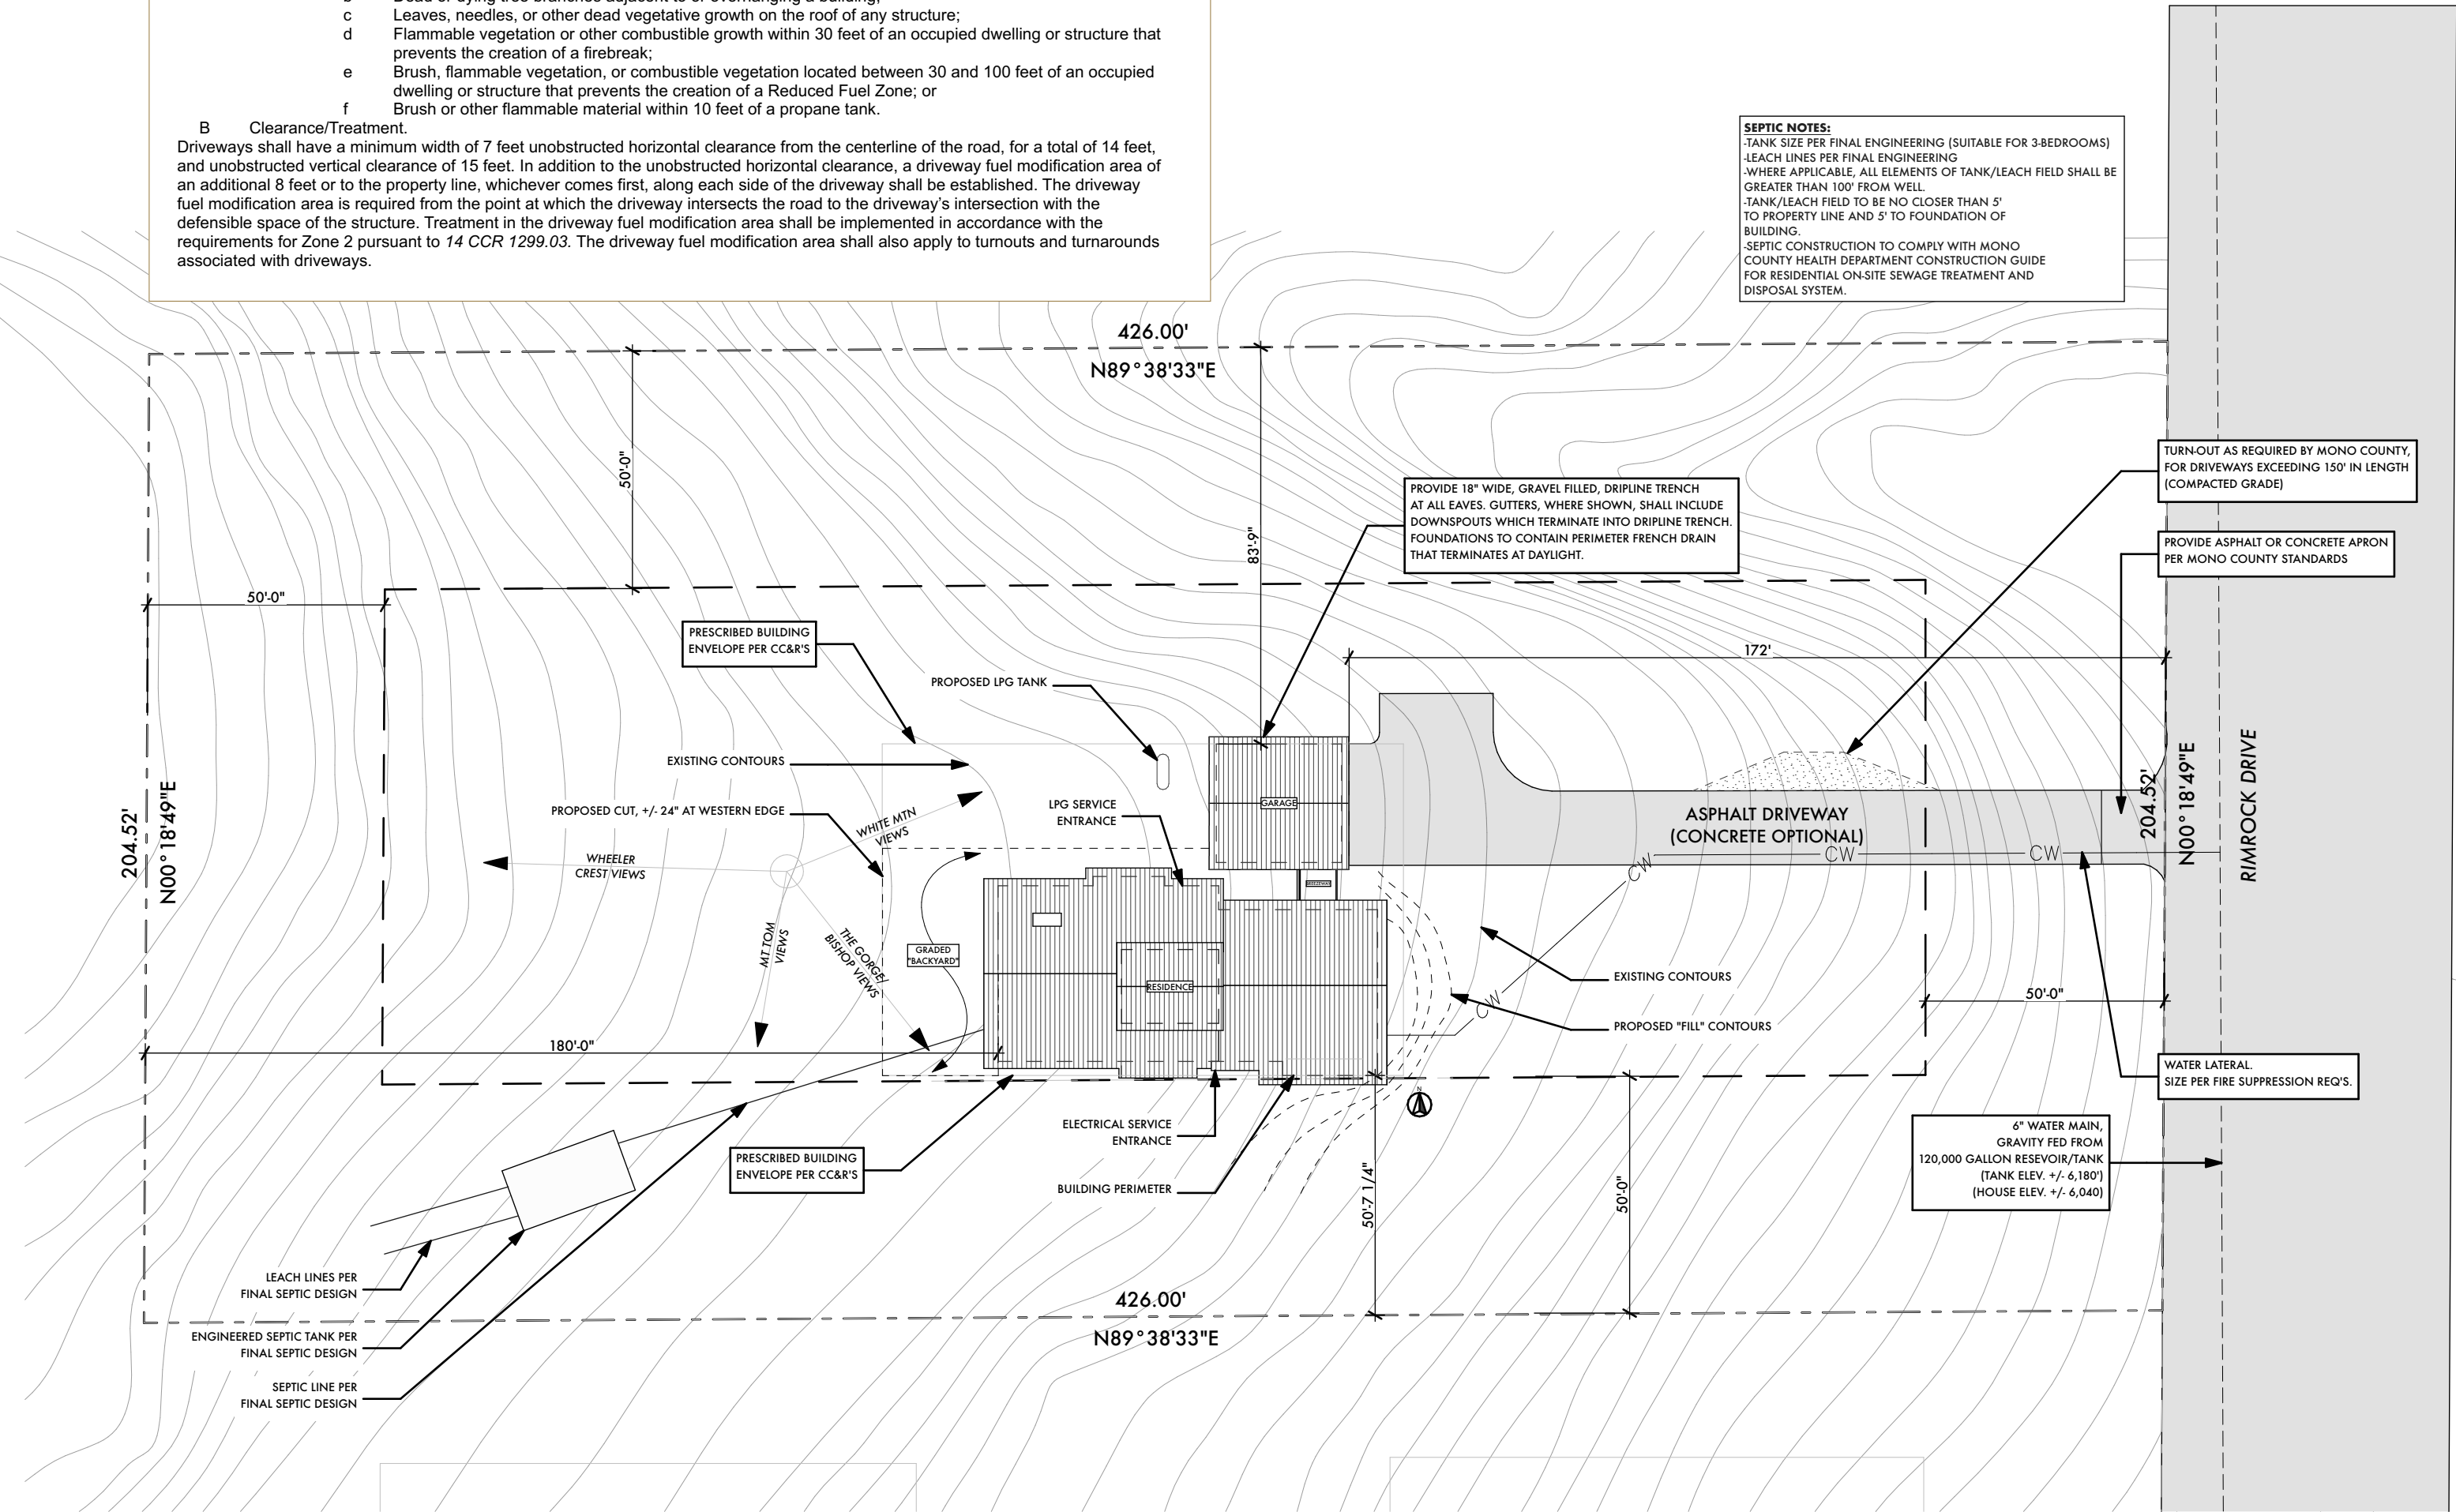 b Dead or dying tree branches adjacent to or overhanging a building;
c Leaves, needles, or other dead vegetative growth on the roof of any structure;
d Flammable vegetation or other combustible growth within 30 feet of an occupied dwelling or structure that
prevents the creation of a firebreak;
e Brush, flammable vegetation, or combustible vegetation located between 30 and 100 feet of an occupied
dwelling or structure that prevents the creation of a Reduced Fuel Zone; or
f Brush or other flammable material within 10 feet of a propane tank.
B Clearance/Treatment.
Driveways shall have a minimum width of 7 feet unobstructed horizontal clearance from the centerline of the road, for a total of 14 feet,
and unobstructed vertical clearance of 15 feet. In addition to the unobstructed horizontal clearance, a driveway fuel modification area of
an additional 8 feet or to the property line, whichever comes first, along each side of the driveway shall be established. The driveway
fuel modification area is required from the point at which the driveway intersects the road to the driveway's intersection with the
defensible space of the structure. Treatment in the driveway fuel modification area shall be implemented in accordance with the
requirements for Zone 2 pursuant to 14 CCR 1299.03. The driveway fuel modification area shall also apply to turnouts and turnarounds
associated with driveways.
SEPTIC NOTES:
-TANK SIZE PER FINAL ENGINEERING (SUITABLE FOR 3-BEDROOMS)
-LEACH LINES PER FINAL ENGINEERING
-WHERE APPLICABLE, ALL ELEMENTS OF TANK/LEACH FIELD SHALL BE
GREATER THAN 100' FROM WELL.
-TANK/LEACH FIELD TO BE NO CLOSER THAN 5'
TO PROPERTY LINE AND 5' TO FOUNDATION OF
BUILDING.
-SEPTIC CONSTRUCTION TO COMPLY WITH MONO
COUNTY HEALTH DEPARTMENT CONSTRUCTION GUIDE
FOR RESIDENTIAL ON-SITE SEWAGE TREATMENT AND
DISPOSAL SYSTEM.
426.00'
N89°38'33"E
50'-0"
83'-9"
TURN-OUT AS REQUIRED BY MONO COUNTY,
FOR DRIVEWAYS EXCEEDING 150' IN LENGTH
(COMPACTED GRADE)
PROVIDE 18" WIDE, GRAVEL FILLED, DRIPLINE TRENCH
AT ALL EAVES. GUTTERS, WHERE SHOWN, SHALL INCLUDE
DOWNSPOUTS WHICH TERMINATE INTO DRIPLINE TRENCH.
FOUNDATIONS TO CONTAIN PERIMETER FRENCH DRAIN
THAT TERMINATES AT DAYLIGHT.
PROVIDE ASPHALT OR CONCRETE APRON
PER MONO COUNTY STANDARDS
50'-0"
PRESCRIBED BUILDING
ENVELOPE PER CC&R'S
172'
PROPOSED LPG TANK
EXISTING CONTOURS
PROPOSED CUT, +/- 24" AT WESTERN EDGE
LPG SERVICE
ENTRANCE
GARAGE
ASPHALT DRIVEWAY
(CONCRETE OPTIONAL)
204.52'
N00°18'49"E
204.52'
N00°18'49"E
RIMROCK DRIVE
WHITE MTN
VIEWS
WHEELER
CREST VIEWS
MT TOM
VIEWS
THE GORGE/
BISHOP VIEWS
CW
CW
CW
CW
BREEZEWAY
GRADED
"BACKYARD"
RESIDENCE
EXISTING CONTOURS
50'-0"
PROPOSED "FILL" CONTOURS
180'-0"
WATER LATERAL.
SIZE PER FIRE SUPPRESSION REQ'S.
N
ELECTRICAL SERVICE
ENTRANCE
6" WATER MAIN,
GRAVITY FED FROM
120,000 GALLON RESEVOIR/TANK
(TANK ELEV. +/- 6,180')
(HOUSE ELEV. +/- 6,040)
PRESCRIBED BUILDING
ENVELOPE PER CC&R'S
BUILDING PERIMETER
50'-7 1/4"
50'-0"
LEACH LINES PER
FINAL SEPTIC DESIGN
426.00'
N89°38'33"E
ENGINEERED SEPTIC TANK PER
FINAL SEPTIC DESIGN
SEPTIC LINE PER
FINAL SEPTIC DESIGN